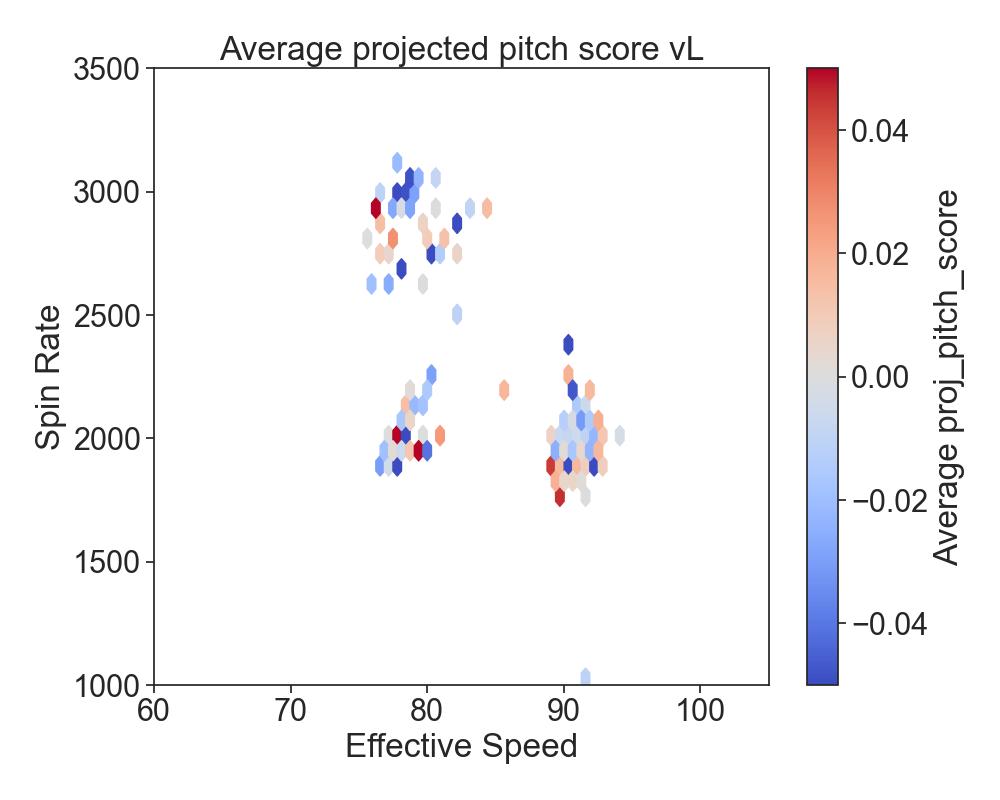 Average projected pitch score vL
3500
3000
2500
2000
1500
1000
Spin Rate
60 70 80 90 100
Effective Speed
0.04
0.02
0.00
−0.02
−0.04
Average proj_pitch_score